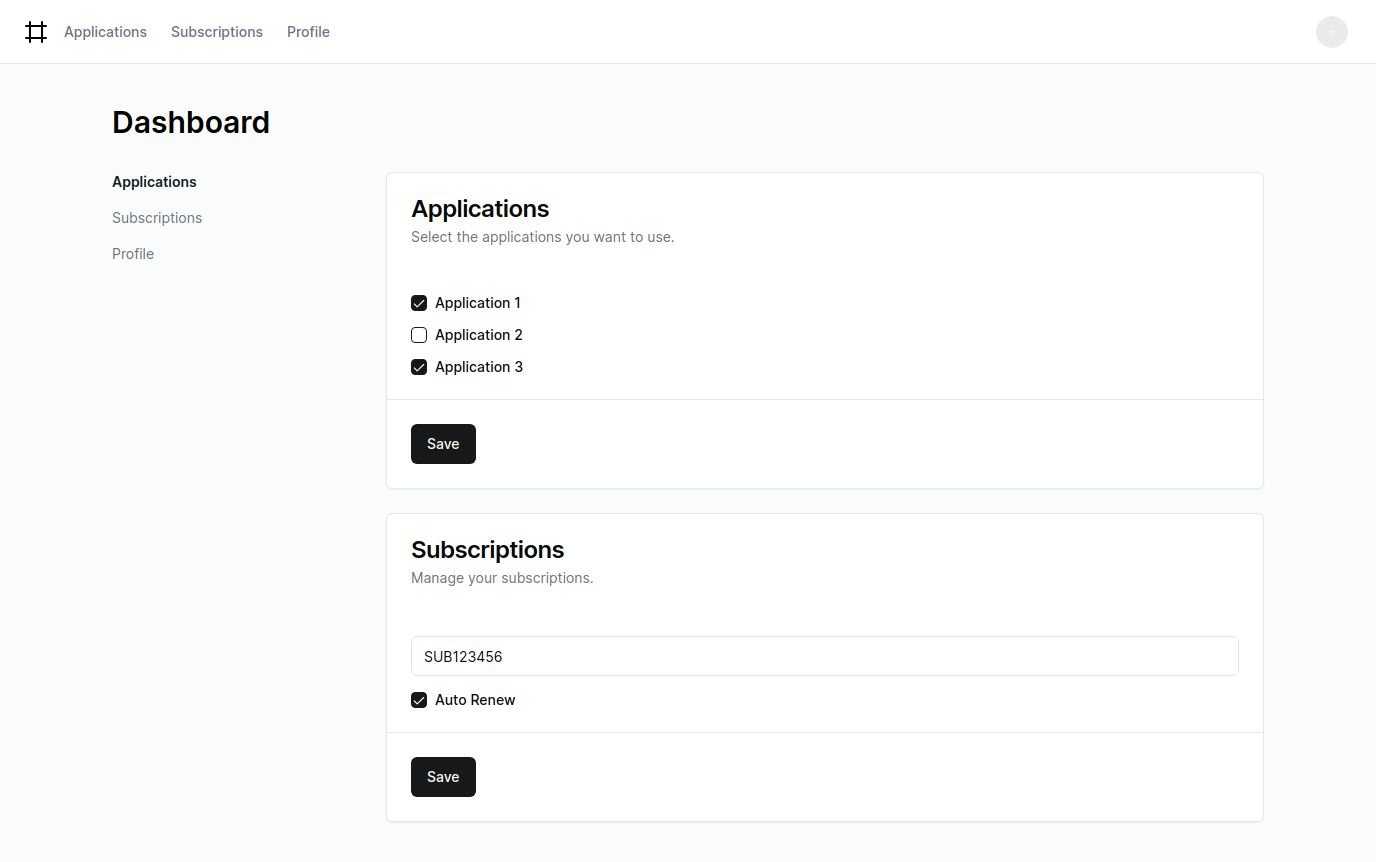 Applications Subscriptions Profile
Dashboard
Applications
Subscriptions
Profile
Applications
Select the applications you want to use.
Application 1
Application 2
Application 3
Save
Subscriptions
Manage your subscriptions.
SUB123456
Auto Renew
Save